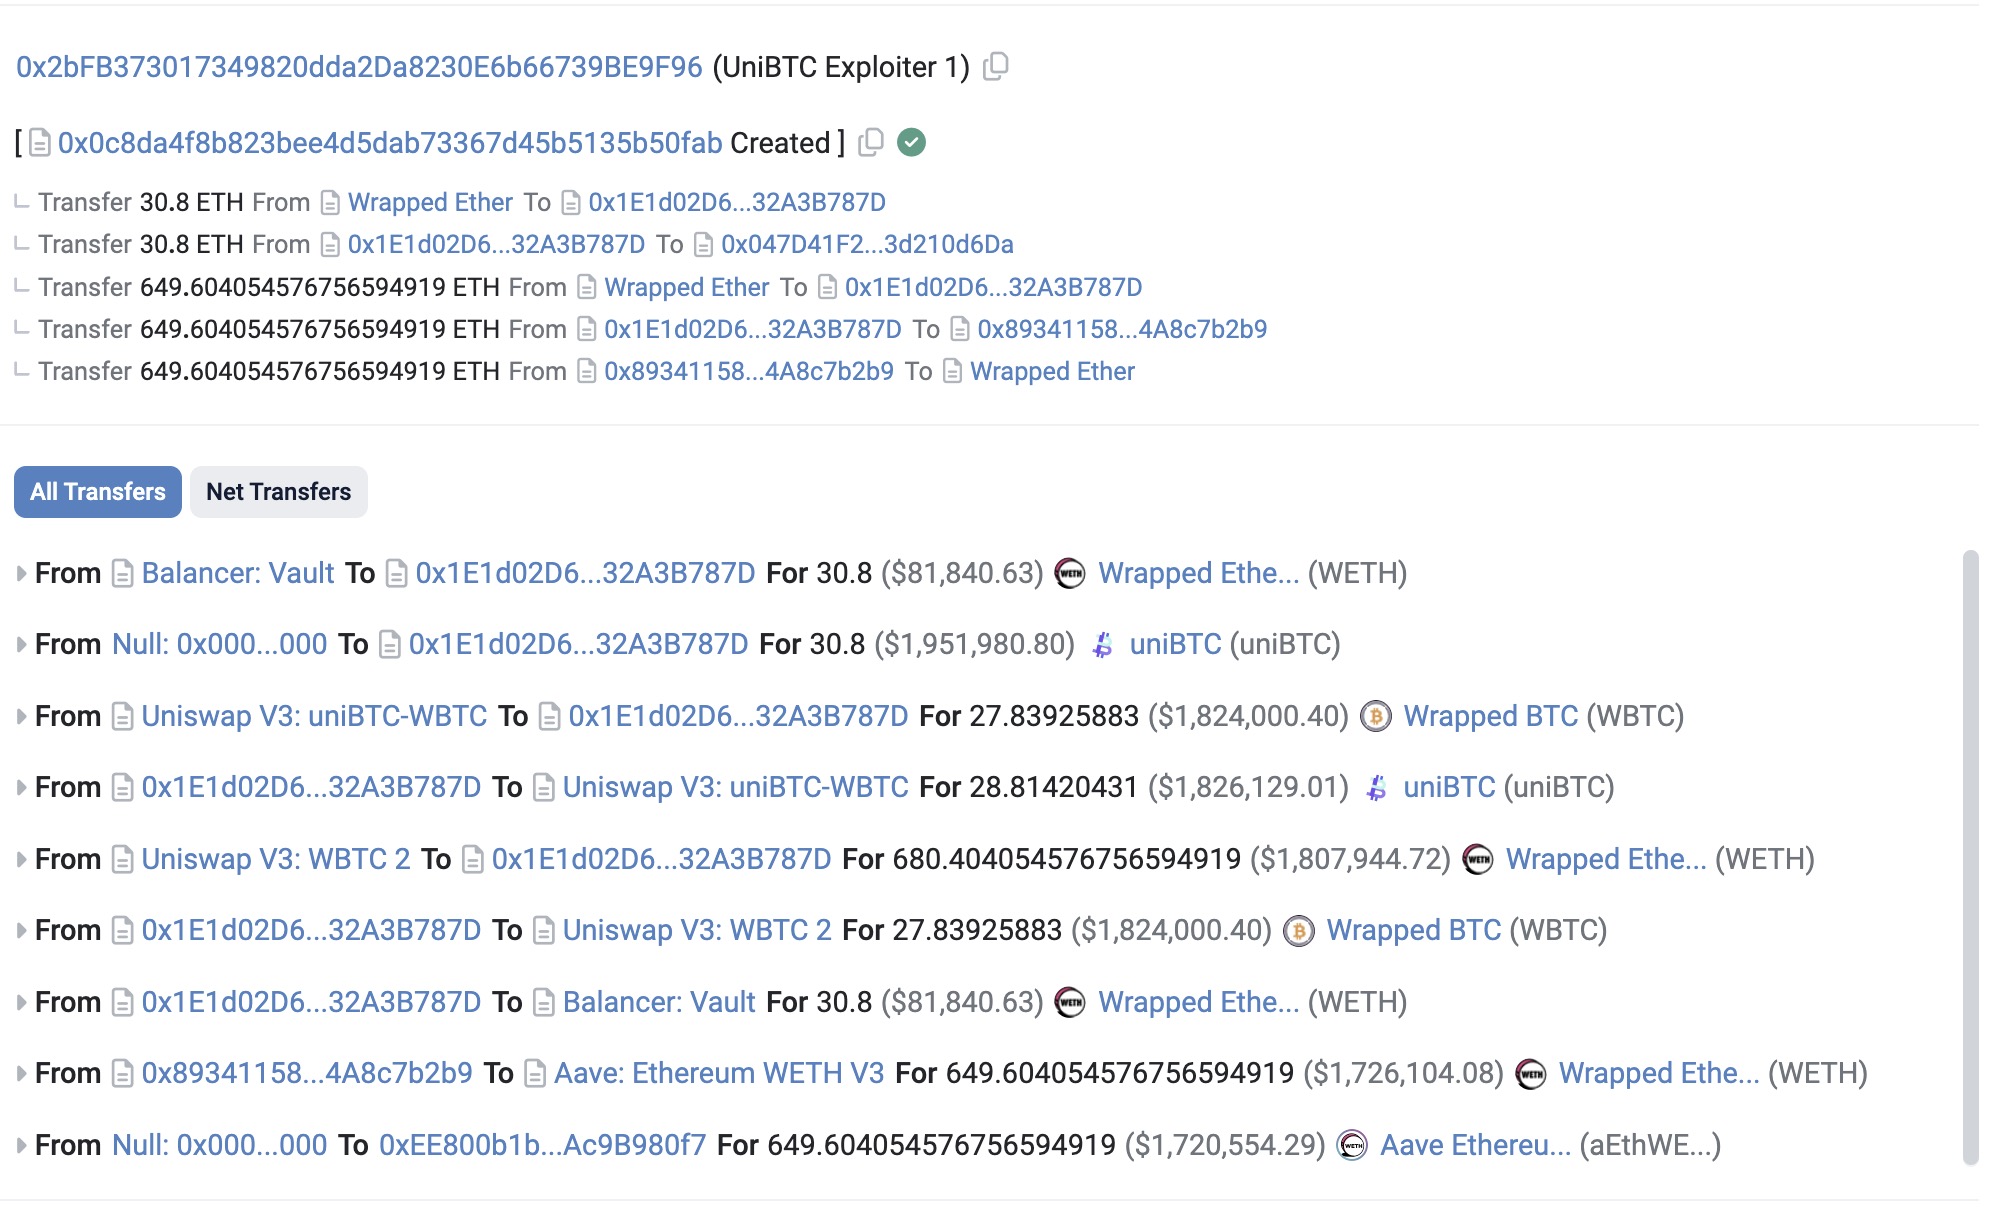 0x2bFB373017349820dda2Da8230E6b66739BE9F96 (UniBTC Exploiter 1)
[ 0x0c8da4f8b823bee4d5dab73367d45b5135b50fab Created ]
Transfer 30.8 ETH From Wrapped Ether To 0x1E1d02D6...32A3B787D
Transfer 30.8 ETH From 0x1E1d02D6...32A3B787D To 0x047D41F2...3d210d6Da
Transfer 649.604054576756594919 ETH From Wrapped Ether To 0x1E1d02D6...32A3B787D
Transfer 649.604054576756594919 ETH From 0x1E1d02D6...32A3B787D To 0x89341158...4A8c7b2b9
Transfer 649.604054576756594919 ETH From 0x89341158...4A8c7b2b9 To Wrapped Ether
All Transfers Net Transfers
From Balancer: Vault To 0x1E1d02D6...32A3B787D For 30.8 ($81,840.63) WETH Wrapped Ethe... (WETH)
From Null: 0x000...000 To 0x1E1d02D6...32A3B787D For 30.8 ($1,951,980.80) uniBTC (uniBTC)
From Uniswap V3: uniBTC-WBTC To 0x1E1d02D6...32A3B787D For 27.83925883 ($1,824,000.40) Wrapped BTC (WBTC)
From 0x1E1d02D6...32A3B787D To Uniswap V3: uniBTC-WBTC For 28.81420431 ($1,826,129.01) uniBTC (uniBTC)
From Uniswap V3: WBTC 2 To 0x1E1d02D6...32A3B787D For 680.404054576756594919 ($1,807,944.72) WETH Wrapped Ethe... (WETH)
From 0x1E1d02D6...32A3B787D To Uniswap V3: WBTC 2 For 27.83925883 ($1,824,000.40) Wrapped BTC (WBTC)
From 0x1E1d02D6...32A3B787D To Balancer: Vault For 30.8 ($81,840.63) WETH Wrapped Ethe... (WETH)
From 0x89341158...4A8c7b2b9 To Aave: Ethereum WETH V3 For 649.604054576756594919 ($1,726,104.08) WETH Wrapped Ethe... (WETH)
From Null: 0x000...000 To 0xEE800b1b...Ac9B980f7 For 649.604054576756594919 ($1,720,554.29) WETH Aave Ethereu... (aEthWE...)